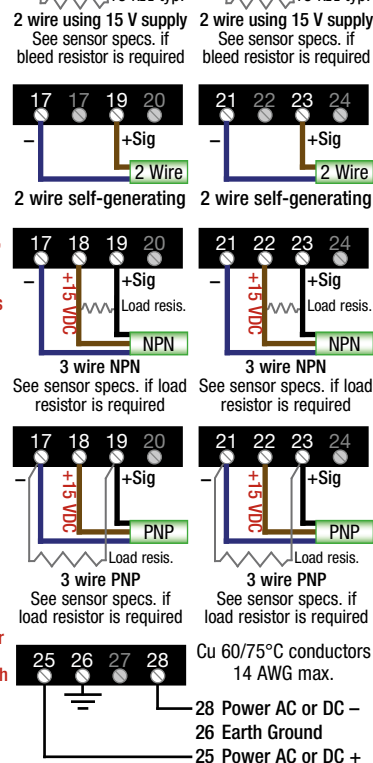 2 wire using 15 V supply
See sensor specs. if
bleed resistor is required
2 wire using 15 V supply
See sensor specs. if
bleed resistor is required
17 17 19 20
–
+Sig
2 Wire
2 wire self-generating
21 22 23 24
–
+Sig
2 Wire
2 wire self-generating
17 18 19 20
–
+15 VDC
+Sig
Load resis.
NPN
3 wire NPN
See sensor specs. if load
resistor is required
21 22 23 24
–
+15 VDC
+Sig
Load resis.
NPN
3 wire NPN
See sensor specs. if load
resistor is required
17 18 19 20
–
+15 VDC
+Sig
PNP
Load resis.
3 wire PNP
See sensor specs. if
load resistor is required
21 22 23 24
–
+15 VDC
+Sig
PNP
Load resis.
3 wire PNP
See sensor specs. if
load resistor is required
25 26 27 28
Cu 60/75°C conductors
14 AWG max.
28 Power AC or DC –
26 Earth Ground
25 Power AC or DC +